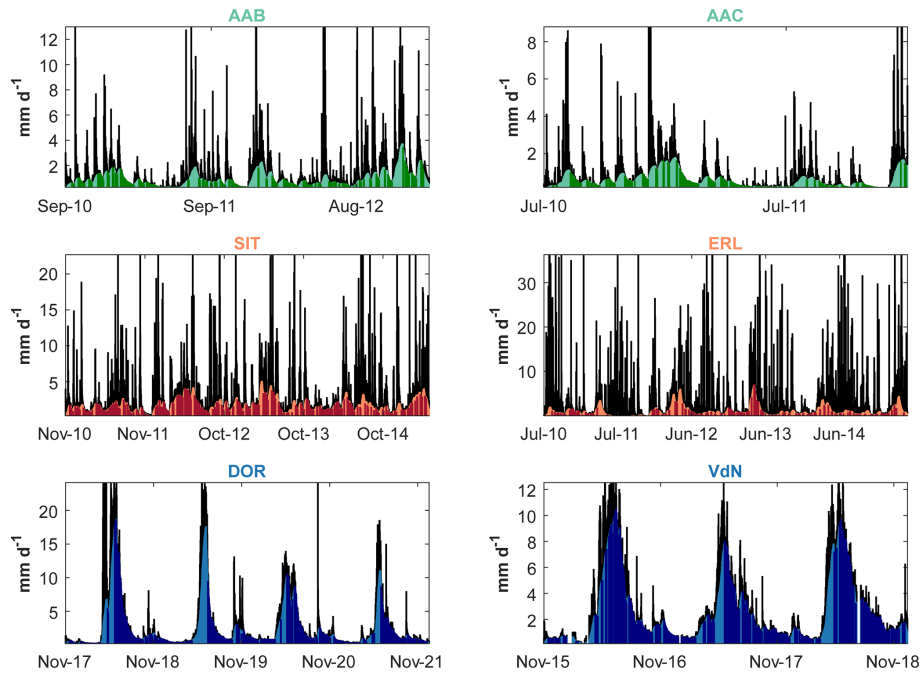 AAB
AAC
mm d-1
12
10
8
6
4
2
Sep-10
Sep-11
Aug-12
mm d-1
8
6
4
2
Jul-10
Jul-11
SIT
ERL
mm d-1
20
15
10
5
Nov-10
Nov-11
Oct-12
Oct-13
Oct-14
mm d-1
30
20
10
Jul-10
Jul-11
Jun-12
Jun-13
Jun-14
DOR
VdN
mm d-1
20
15
10
5
Nov-17
Nov-18
Nov-19
Nov-20
Nov-21
mm d-1
12
10
8
6
4
2
Nov-15
Nov-16
Nov-17
Nov-18